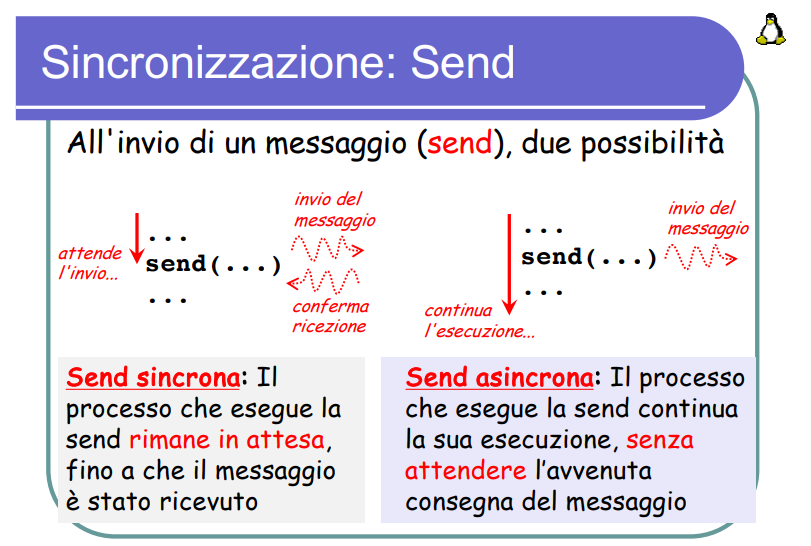 Sincronizzazione: Send
All'invio di un messaggio (send), due possibilità
attende
l'invio...
...
send(...)
...
invio del
messaggio
conferma
ricezione
continua
l'esecuzione...
...
send(...)
...
invio del
messaggio
Send sincrona: Il
processo che esegue la
send rimane in attesa,
fino a che il messaggio
è stato ricevuto
Send asincrona: Il processo
che esegue la send continua
la sua esecuzione, senza
attendere l’avvenuta
consegna del messaggio